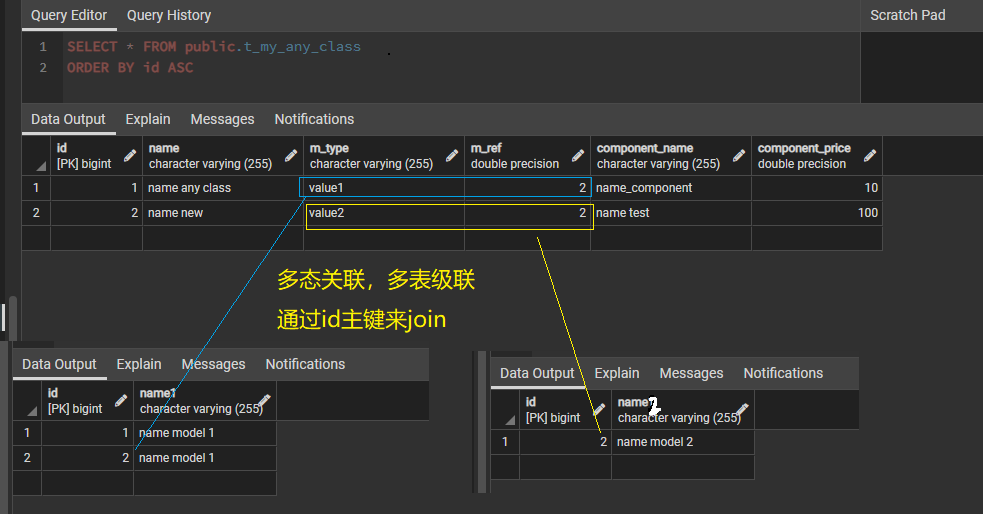 Query Editor Query History Scratch Pad
1 SELECT * FROM public.t_my_any_class
2 ORDER BY id ASC
Data Output Explain Messages Notifications
id name m_type m_ref component_name component_price
[PK] bigint character varying (255) character varying (255) double precision character varying (255) double precision
1 1 name any class value1 2 name_component 10
2 2 name new value2 2 name test 100
多态关联，多表级联
通过id主键来join
Data Output Explain Messages Notifications
id name1
[PK] bigint character varying (255)
1 1 name model 1
2 2 name model 1
Data Output Explain Messages Notifications
id name2
[PK] bigint character varying (255)
1 2 name model 2